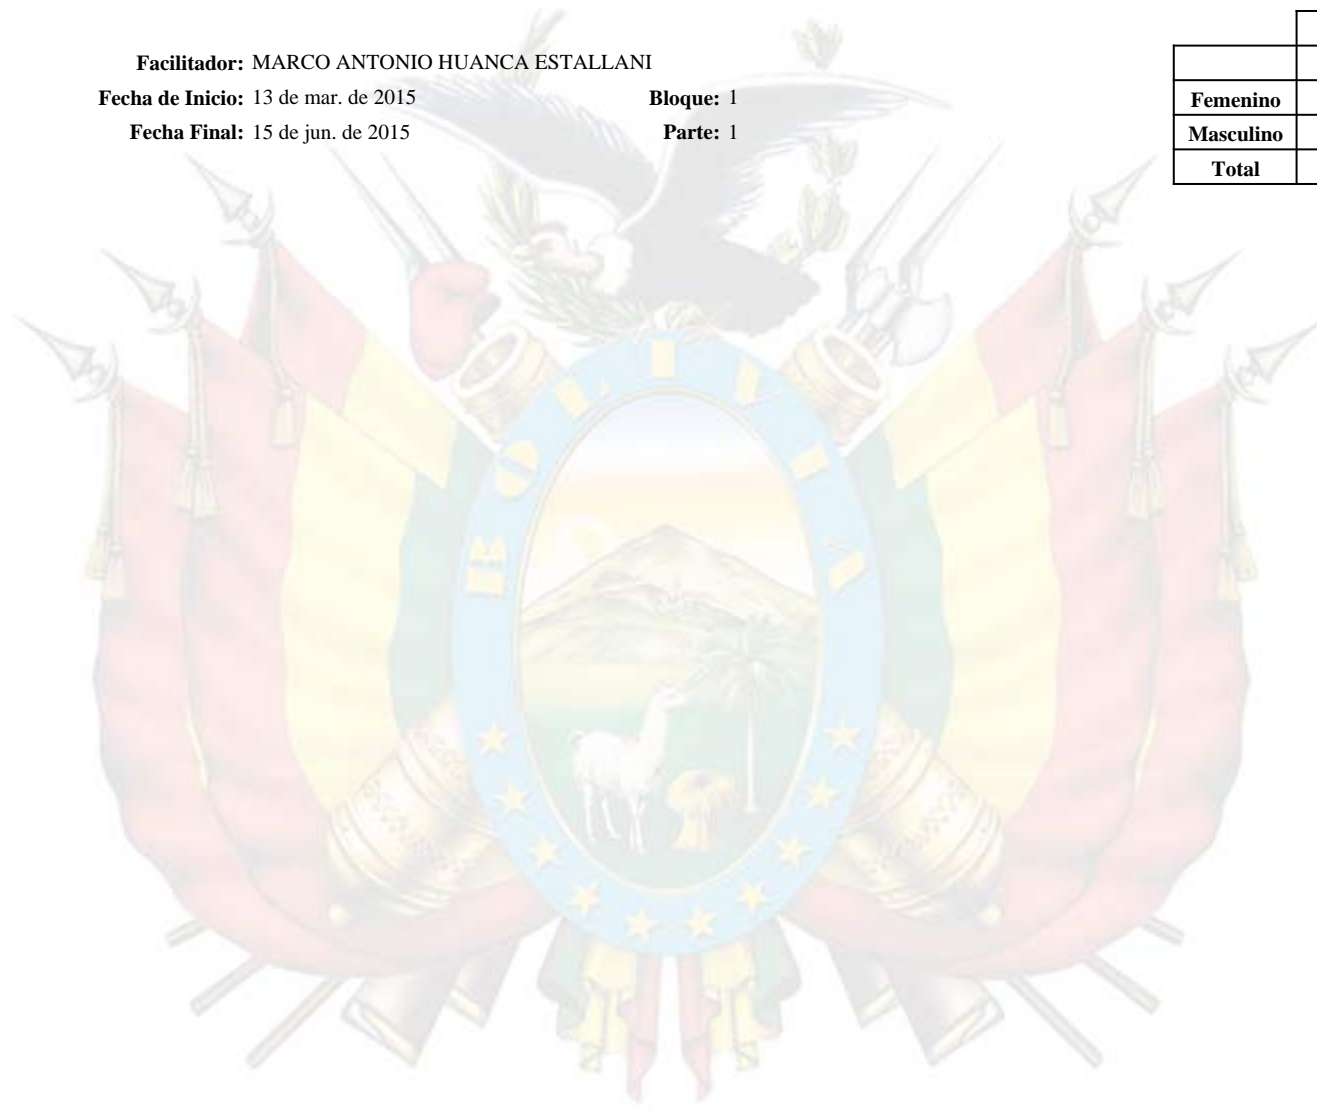 Facilitador: MARCO ANTONIO HUANCA ESTALLANI
Fecha de Inicio: 13 de mar. de 2015 Bloque: 1
Fecha Final: 15 de jun. de 2015 Parte: 1
Femenino
Masculino
Total
BOLIVIA